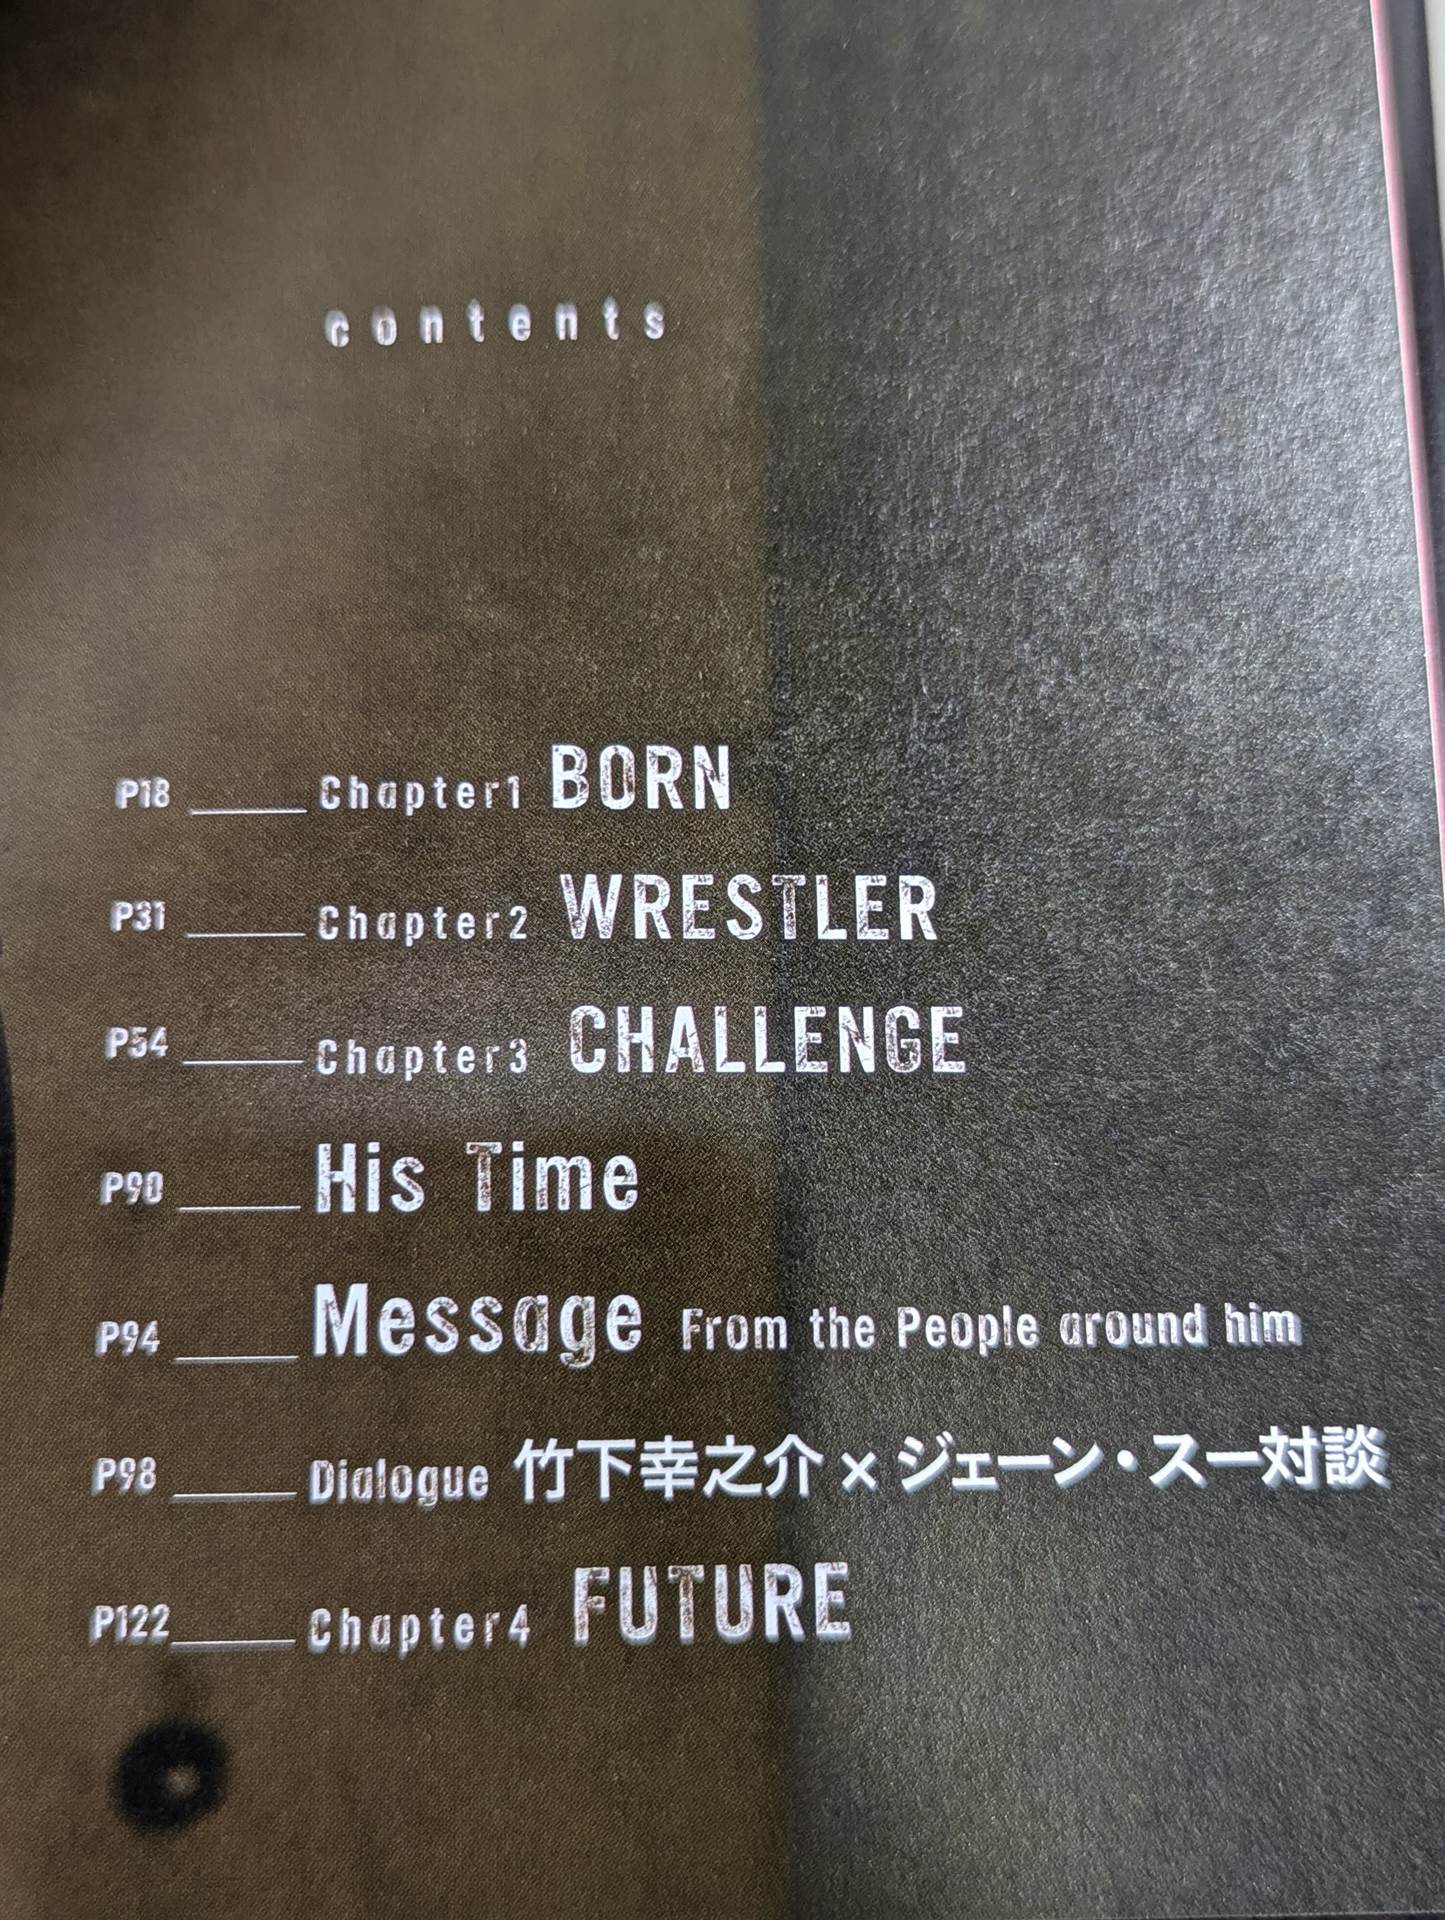 contents
P18 Chapter1 BORN
P31 Chapter2 WRESTLER
P54 Chapter3 CHALLENGE
P90 His Time
P94 Message From the People around him
P98 Dialogue 竹下幸之介×ジェーン・スー対談
P122 Chapter4 FUTURE